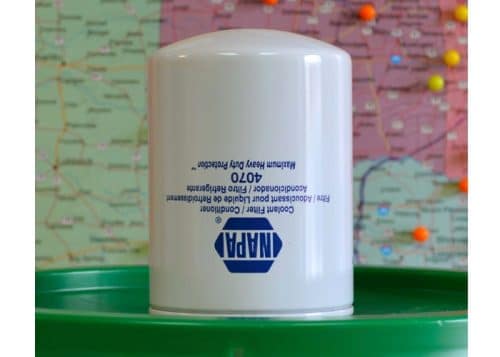 NAPA®
Coolant Filter / Conditioner
Filtre / Adoucissant pour Liquide de Refroidissement
Acondicionador / Filtro Refrigerante
4070
Maximum Heavy Duty Protection™